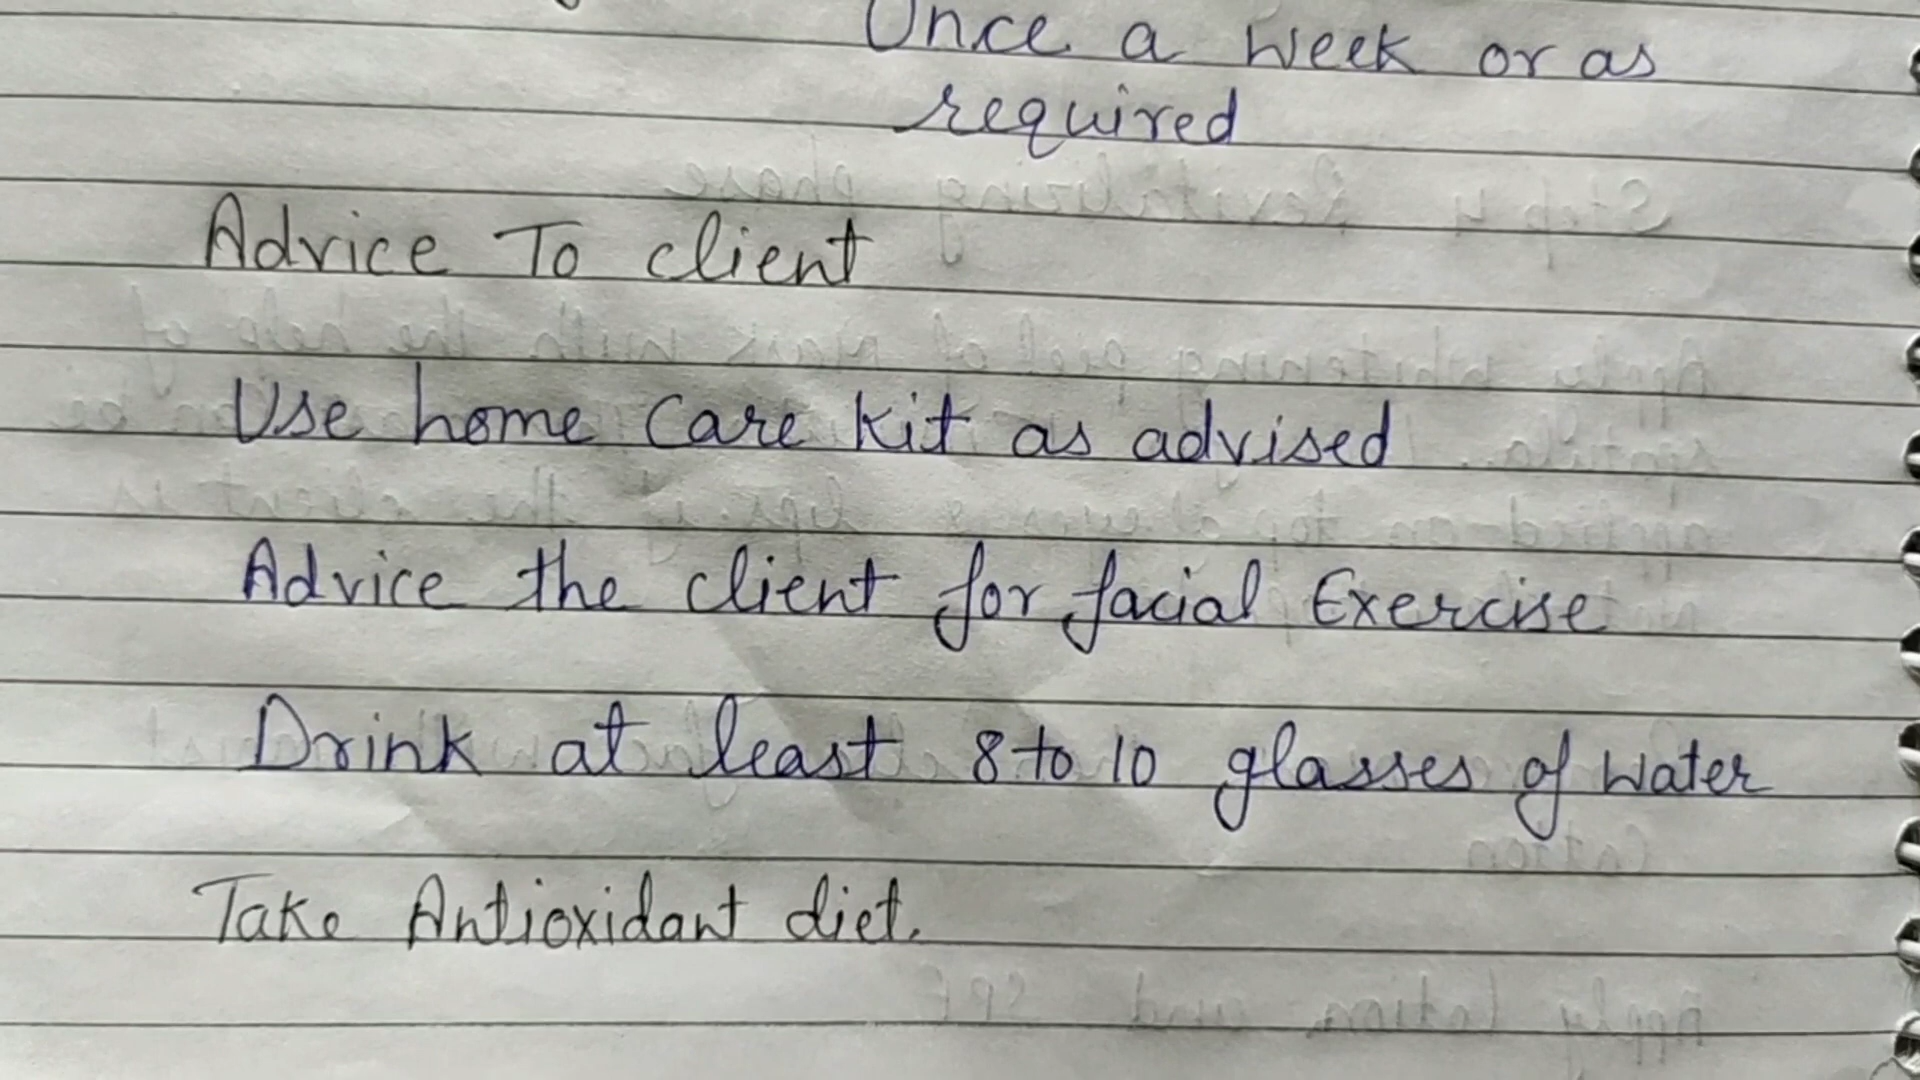 Once a week or as
required
Advice To client
Use home care kit as advised
Advice the client for facial Exercise
Drink at least 8 to 10 glasses of water
Take Antioxidant diet.